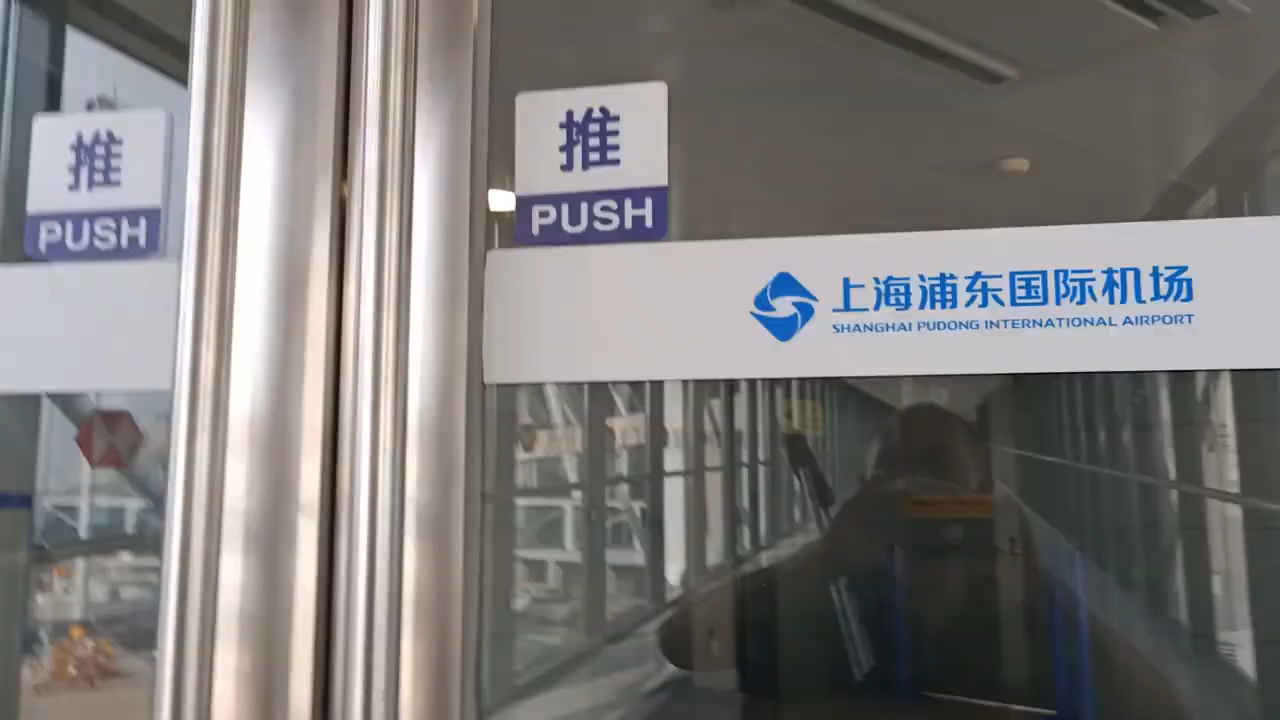 推
PUSH
推
PUSH
上海浦东国际机场
SHANGHAI PUDONG INTERNATIONAL AIRPORT